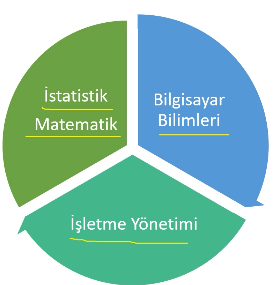 İstatistik
Matematik
Bilgisayar
Bilimleri
İşletme Yönetimi